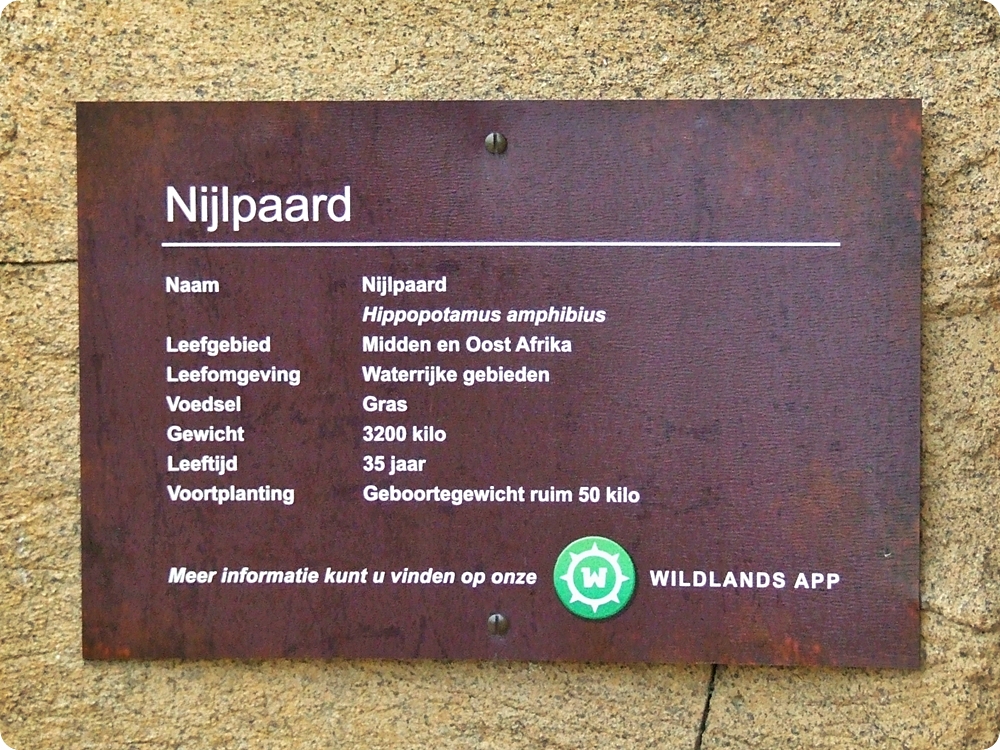 Nijlpaard
Naam Nijlpaard
Hippopotamus amphibius
Leefgebied Midden en Oost Afrika
Leefomgeving Waterrijke gebieden
Voedsel Gras
Gewicht 3200 kilo
Leeftijd 35 jaar
Voortplanting Geboortegewicht ruim 50 kilo
Meer informatie kunt u vinden op onze W WILDLANDS APP